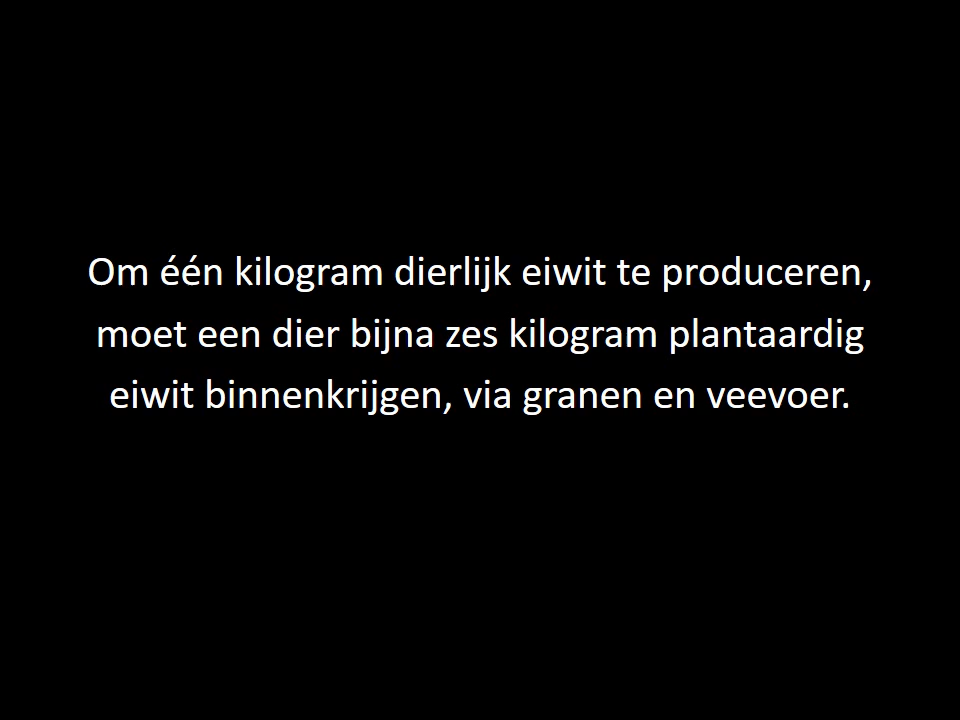 Om één kilogram dierlijk eiwit te produceren,
moet een dier bijna zes kilogram plantaardig
eiwit binnenkrijgen, via granen en veevoer.